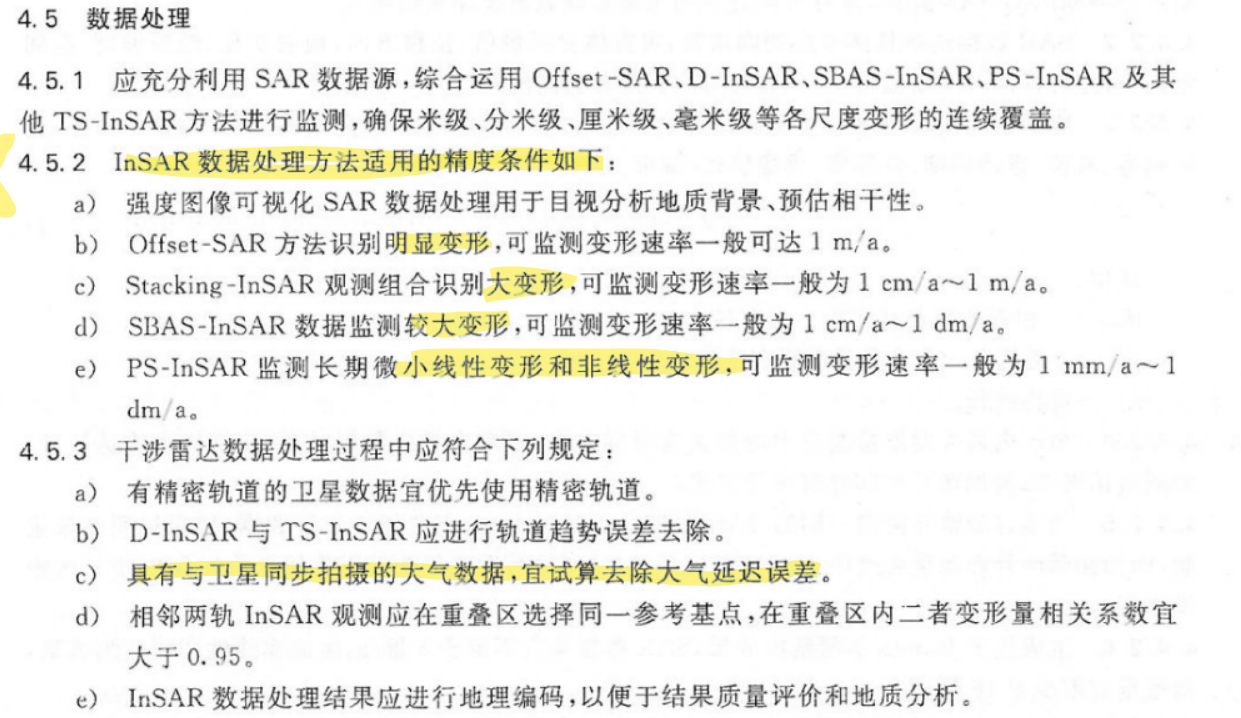 4.5 数据处理
4.5.1 应充分利用 SAR 数据源,综合运用 Offset-SAR、D-InSAR、SBAS-InSAR、PS-InSAR 及其
他 TS-InSAR 方法进行监测,确保米级、分米级、厘米级、毫米级等各尺度变形的连续覆盖。
4.5.2 InSAR 数据处理方法适用的精度条件如下:
a) 强度图像可视化 SAR 数据处理用于目视分析地质背景、预估相干性。
b) Offset-SAR 方法识别明显变形,可监测变形速率一般可达 1 m/a。
c) Stacking-InSAR 观测组合识别大变形,可监测变形速率一般为 1 cm/a~1 m/a。
d) SBAS-InSAR 数据监测较大变形,可监测变形速率一般为 1 cm/a~1 dm/a。
e) PS-InSAR 监测长期微小线性变形和非线性变形,可监测变形速率一般为 1 mm/a~1
dm/a。
4.5.3 干涉雷达数据处理过程中应符合下列规定:
a) 有精密轨道的卫星数据宜优先使用精密轨道。
b) D-InSAR 与 TS-InSAR 应进行轨道趋势误差去除。
c) 具有与卫星同步拍摄的大气数据,宜试算去除大气延迟误差。
d) 相邻两轨 InSAR 观测应在重叠区选择同一参考基点,在重叠区内二者变形量相关系数宜
大于 0.95。
e) InSAR 数据处理结果应进行地理编码,以便于结果质量评价和地质分析。